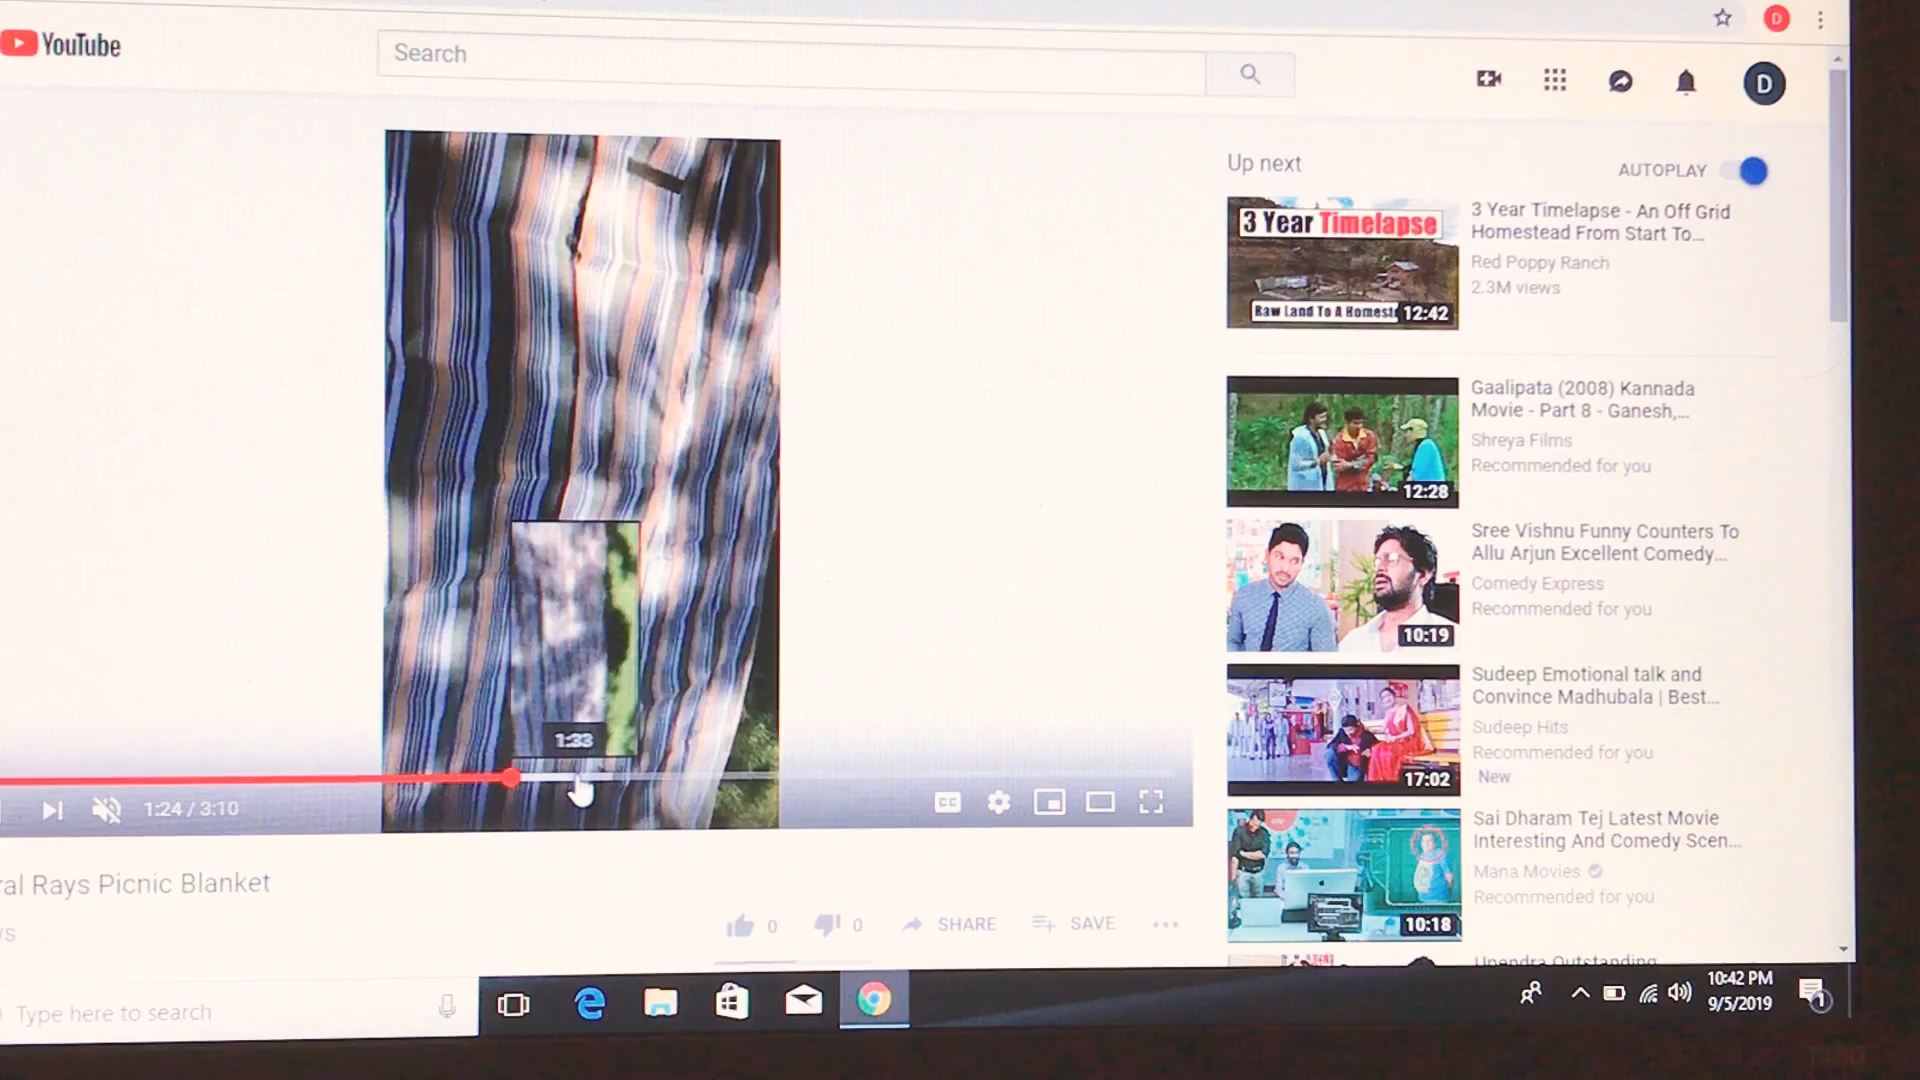 D
YouTube
Search
D
Up next
AUTOPLAY
3 Year Timelapse
Raw Land To A Homest
12:42
3 Year Timelapse - An Off Grid
Homestead From Start To...
Red Poppy Ranch
2.3M views
12:28
Gaalipata (2008) Kannada
Movie - Part 8 - Ganesh,...
Shreya Films
Recommended for you
10:19
Sree Vishnu Funny Counters To
Allu Arjun Excellent Comedy...
Comedy Express
Recommended for you
17:02
Sudeep Emotional talk and
Convince Madhubala | Best...
Sudeep Hits
Recommended for you
New
10:18
Sai Dharam Tej Latest Movie
Interesting And Comedy Scen...
Mana Movies
Recommended for you
Upendra Outstanding
1:33
1:24 / 3:10
CC
ral Rays Picnic Blanket
ws
0
0
SHARE
SAVE
Type here to search
10:42 PM
9/5/2019
1